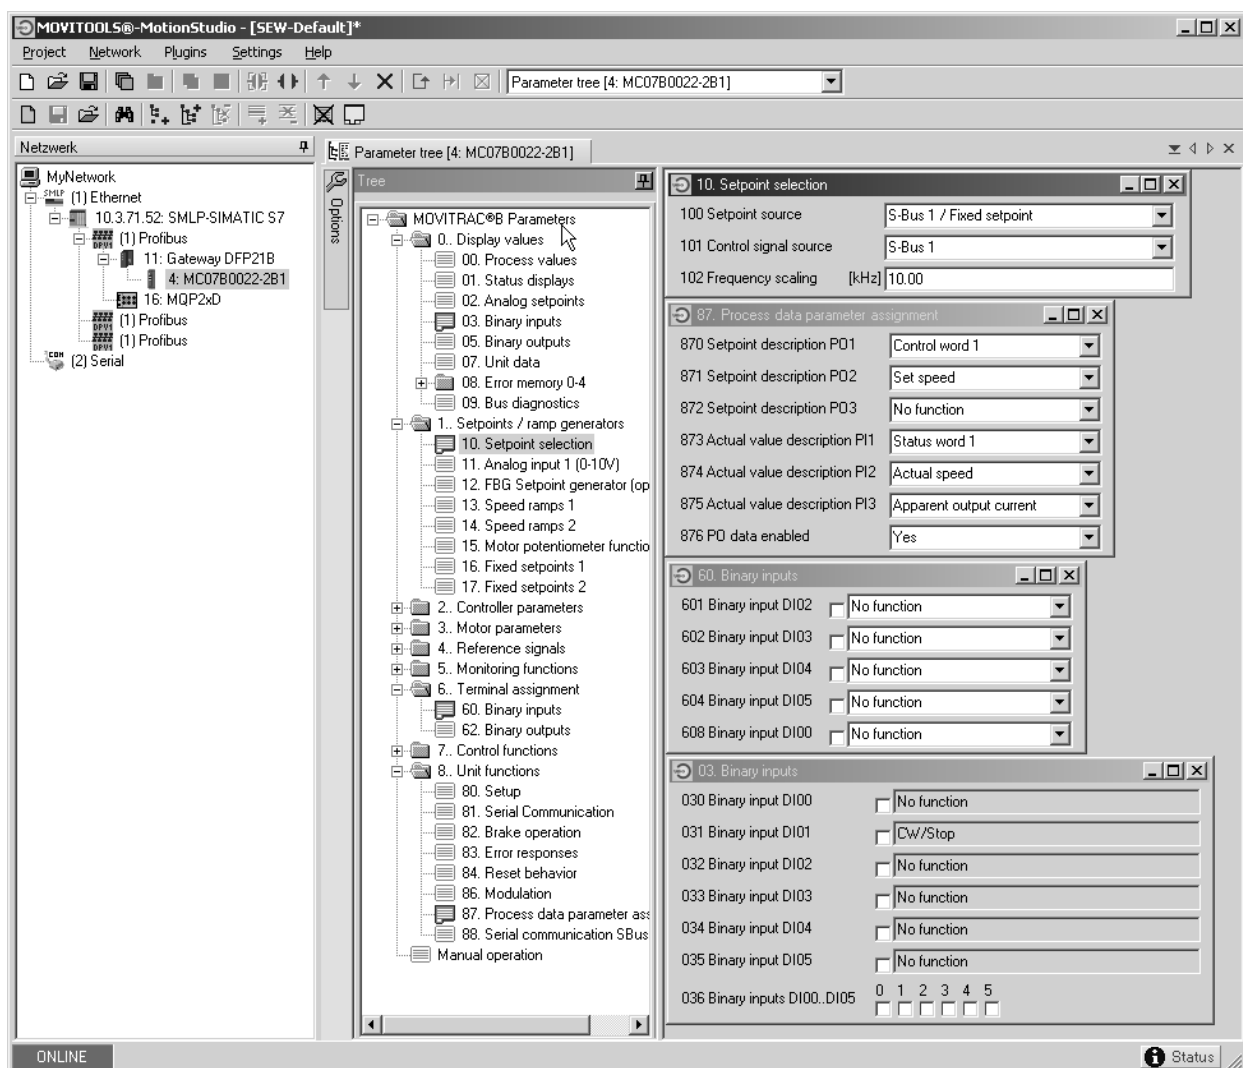 MOVITOOLS®-MotionStudio - [SEW-Default]*
Project Network Plugins Settings Help
Parameter tree [4: MC07B0022-2B1]
Netzwerk
MyNetwork
SMLP (1) Ethernet
10.3.71.52: SMLP-SIMATIC S7
DPV1 (1) Profibus
11: Gateway DFP21B
4: MC07B0022-2B1
16: MQP2xD
DPV1 (1) Profibus
DPV1 (1) Profibus
COM (2) Serial
Parameter tree [4: MC07B0022-2B1]
Options
Tree
MOVITRAC®B Parameters
0.. Display values
00. Process values
01. Status displays
02. Analog setpoints
03. Binary inputs
05. Binary outputs
07. Unit data
08. Error memory 0-4
09. Bus diagnostics
1.. Setpoints / ramp generators
10. Setpoint selection
11. Analog input 1 (0-10V)
12. FBG Setpoint generator (op
13. Speed ramps 1
14. Speed ramps 2
15. Motor potentiometer functio
16. Fixed setpoints 1
17. Fixed setpoints 2
2.. Controller parameters
3.. Motor parameters
4.. Reference signals
5.. Monitoring functions
6.. Terminal assignment
60. Binary inputs
62. Binary outputs
7.. Control functions
8.. Unit functions
80. Setup
81. Serial Communication
82. Brake operation
83. Error responses
84. Reset behavior
86. Modulation
87. Process data parameter ass
88. Serial communication SBus
Manual operation
10. Setpoint selection
100 Setpoint source S-Bus 1 / Fixed setpoint
101 Control signal source S-Bus 1
102 Frequency scaling [kHz] 10.00
87. Process data parameter assignment
870 Setpoint description PO1 Control word 1
871 Setpoint description PO2 Set speed
872 Setpoint description PO3 No function
873 Actual value description PI1 Status word 1
874 Actual value description PI2 Actual speed
875 Actual value description PI3 Apparent output current
876 PO data enabled Yes
60. Binary inputs
601 Binary input DI02 No function
602 Binary input DI03 No function
603 Binary input DI04 No function
604 Binary input DI05 No function
608 Binary input DI00 No function
03. Binary inputs
030 Binary input DI00 No function
031 Binary input DI01 CW/Stop
032 Binary input DI02 No function
033 Binary input DI03 No function
034 Binary input DI04 No function
035 Binary input DI05 No function
036 Binary inputs DI00..DI05 0 1 2 3 4 5
ONLINE
Status